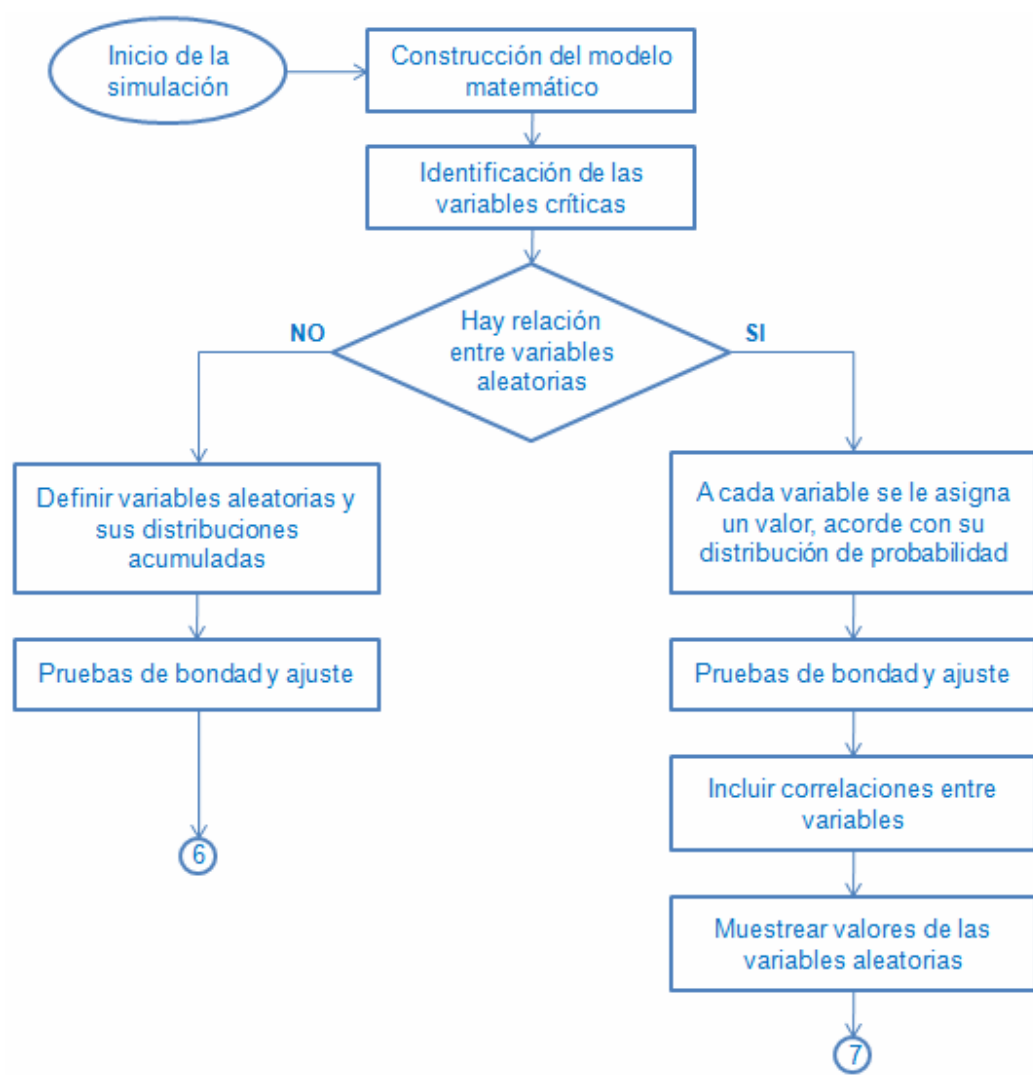 Inicio de la
simulación
Construcción del modelo
matemático
Identificación de las
variables críticas
Hay relación
entre variables
aleatorias
NO
SI
Definir variables aleatorias y
sus distribuciones
acumuladas
Pruebas de bondad y ajuste
6
A cada variable se le asigna
un valor, acorde con su
distribución de probabilidad
Pruebas de bondad y ajuste
Incluir correlaciones entre
variables
Muestrear valores de las
variables aleatorias
7